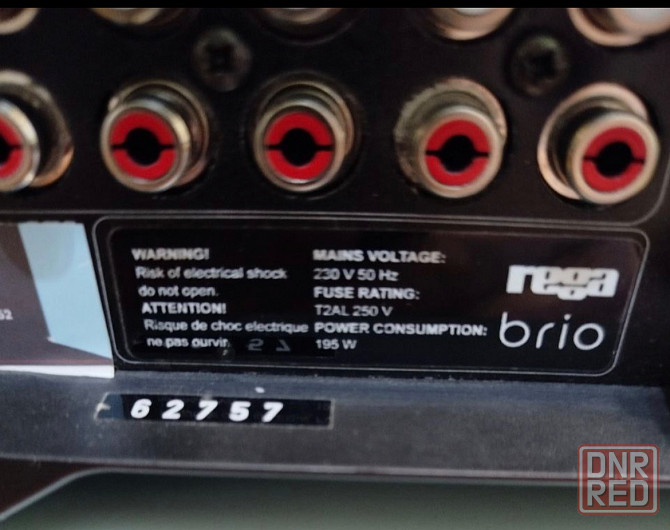 WARNING!
Risk of electrical shock
do not open.
ATTENTION!
Risque de choc electrique
ne pas ourvir.
MAINS VOLTAGE:
230 V 50 Hz
FUSE RATING:
T2AL 250 V
POWER CONSUMPTION:
195 W
rega
brio
62757
DNR
RED